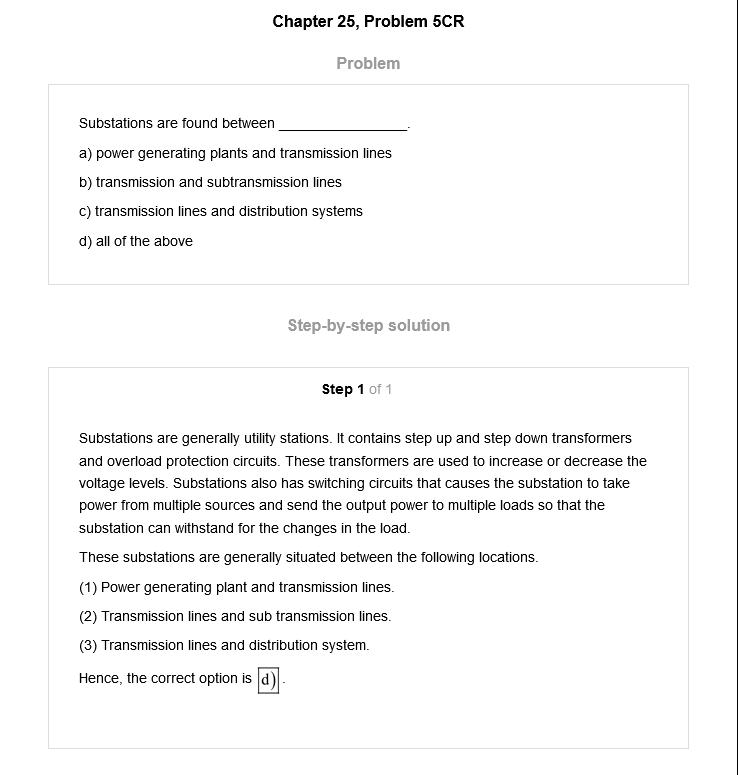 Chapter 25, Problem 5CR
Problem
Substations are found between ________________.
a) power generating plants and transmission lines
b) transmission and subtransmission lines
c) transmission lines and distribution systems
d) all of the above
Step-by-step solution
Step 1 of 1
Substations are generally utility stations. It contains step up and step down transformers
and overload protection circuits. These transformers are used to increase or decrease the
voltage levels. Substations also has switching circuits that causes the substation to take
power from multiple sources and send the output power to multiple loads so that the
substation can withstand for the changes in the load.
These substations are generally situated between the following locations.
(1) Power generating plant and transmission lines.
(2) Transmission lines and sub transmission lines.
(3) Transmission lines and distribution system.
Hence, the correct option is d).